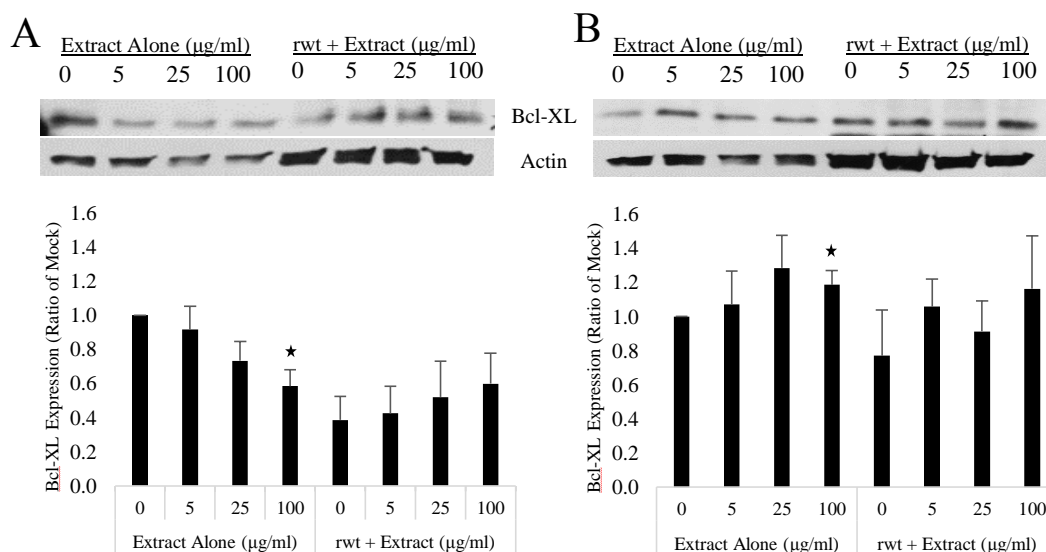 A
Extract Alone (μg/ml) rwt + Extract (μg/ml)
0 5 25 100 0 5 25 100
B
Extract Alone (μg/ml) rwt + Extract (μg/ml)
0 5 25 100 0 5 25 100
Bcl-XL
Actin
Bcl-XL Expression (Ratio of Mock)
1.6
1.4
1.2
1.0
0.8
0.6
0.4
0.2
0.0
0 5 25 100 0 5 25 100
Extract Alone (μg/ml) rwt + Extract (μg/ml)
Bcl-XL Expression (Ratio of Mock)
1.6
1.4
1.2
1.0
0.8
0.6
0.4
0.2
0.0
0 5 25 100 0 5 25 100
Extract Alone (μg/ml) rwt + Extract (μg/ml)